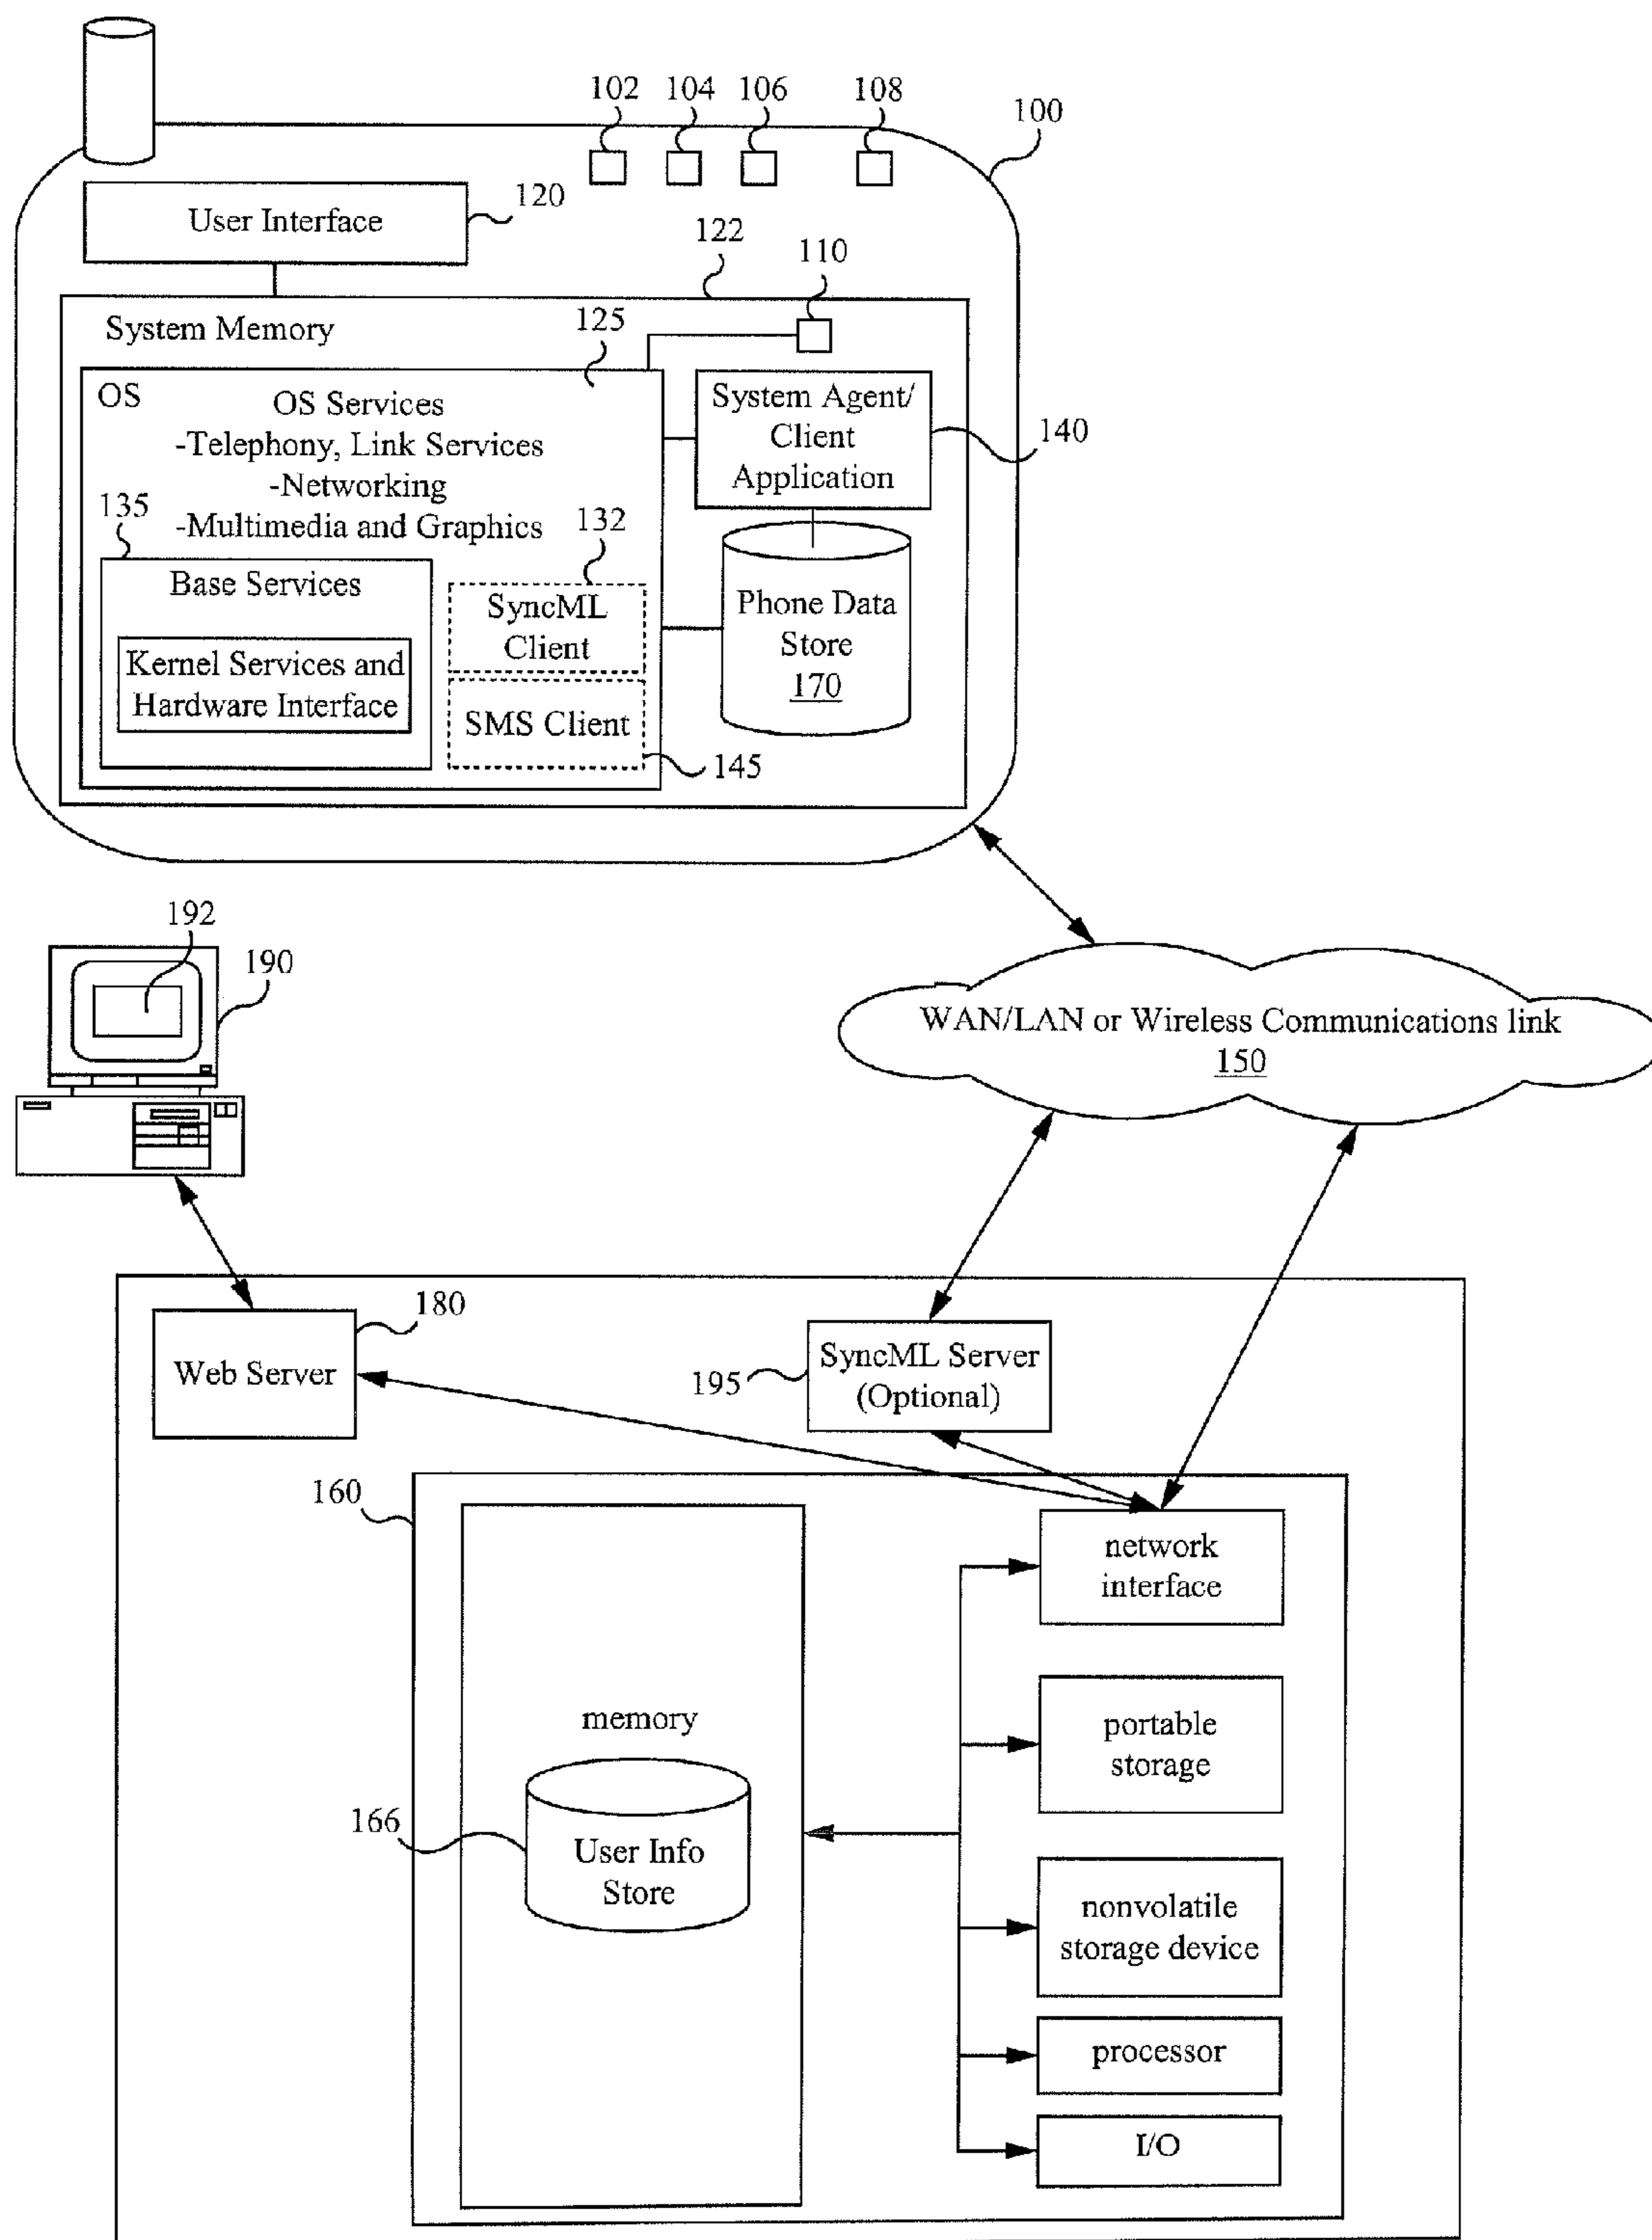 102
104
106
108
100
User Interface
120
122
110
System Memory
125
OS
OS Services
-Telephony, Link Services
-Networking
-Multimedia and Graphics
System Agent/
Client
Application
140
135
132
Base Services
Kernel Services and
Hardware Interface
SyncML
Client
SMS Client
145
Phone Data
Store
170
192
190
WAN/LAN or Wireless Communications link
150
180
Web Server
195
SyncML Server
(Optional)
160
network
interface
memory
portable
storage
166
User Info
Store
nonvolatile
storage device
processor
I/O